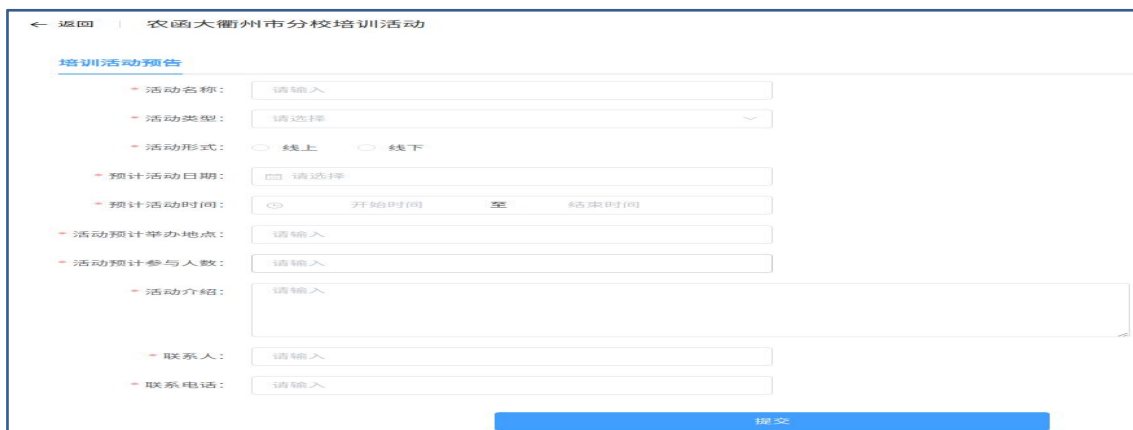 ← 返回 | 农函大衢州市分校培训活动
培训活动预告
* 活动名称: 请输入
* 活动类型: 请选择
* 活动形式: 线上 线下
* 预计活动日期: 请选择
* 预计活动时间: 开始时间 至 结束时间
* 活动预计举办地点: 请输入
* 活动预计参与人数: 请输入
* 活动介绍: 请输入
* 联系人: 请输入
* 联系电话: 请输入
提交